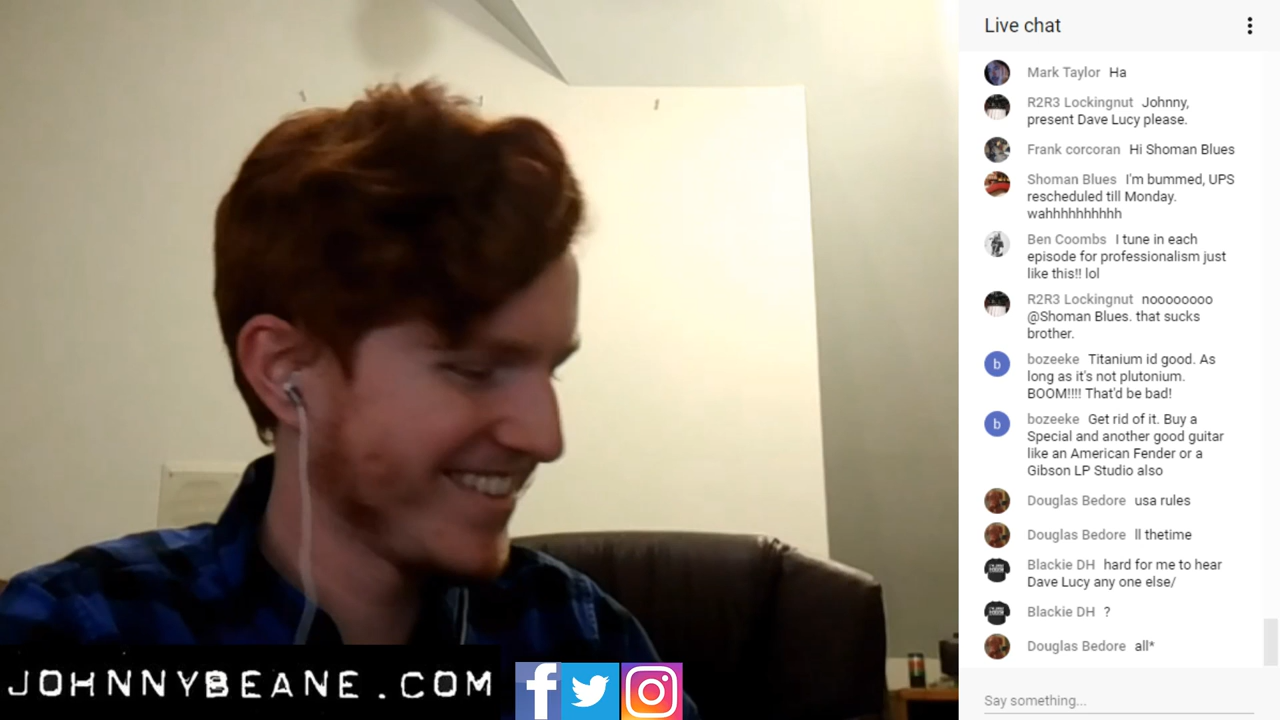 Live chat
Mark Taylor Ha
R2R3 Lockingnut Johnny,
present Dave Lucy please.
Frank corcoran Hi Shoman Blues
Shoman Blues I'm bummed, UPS
rescheduled till Monday.
wahhhhhhhhhh
Ben Coombs I tune in each
episode for professionalism just
like this!! lol
R2R3 Lockingnut noooooooo
@Shoman Blues. that sucks
brother.
b
bozeeke Titanium id good. As
long as it's not plutonium.
BOOM!!!! That'd be bad!
b
bozeeke Get rid of it. Buy a
Special and another good guitar
like an American Fender or a
Gibson LP Studio also
Douglas Bedore usa rules
Douglas Bedore ll thetime
Blackie DH hard for me to hear
Dave Lucy any one else/
Blackie DH ?
Douglas Bedore all*
Say something...
JOHNNYBEANE.COM
f